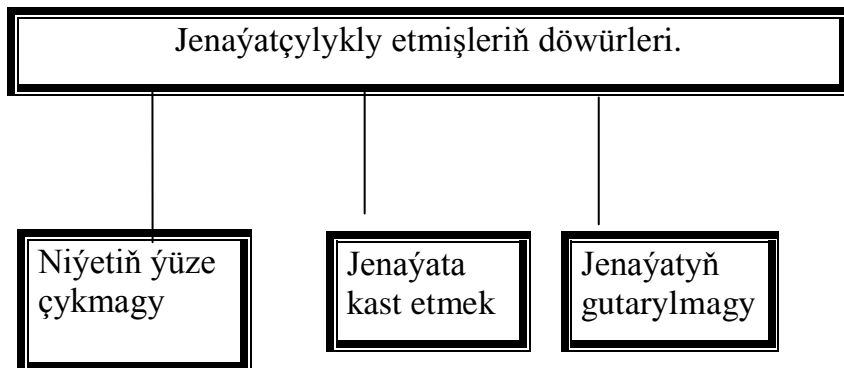 Jenaýatçylykly etmişleriň döwürleri.
Niýetiň ýüze
çykmagy
Jenaýata
kast etmek
Jenaýatyň
gutarylmagy